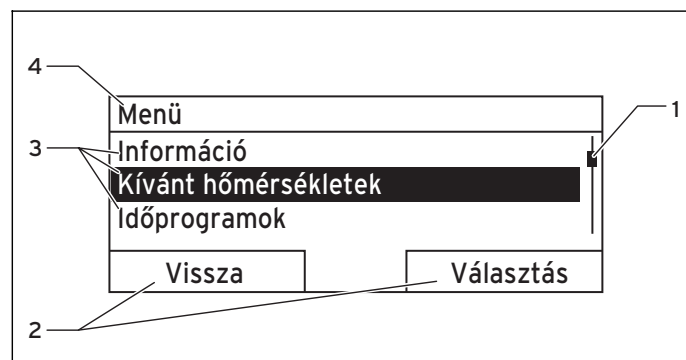 4
Menü
1
3
Információ
Kívánt hőmérsékletek
Időprogramok
Vissza
Választás
2